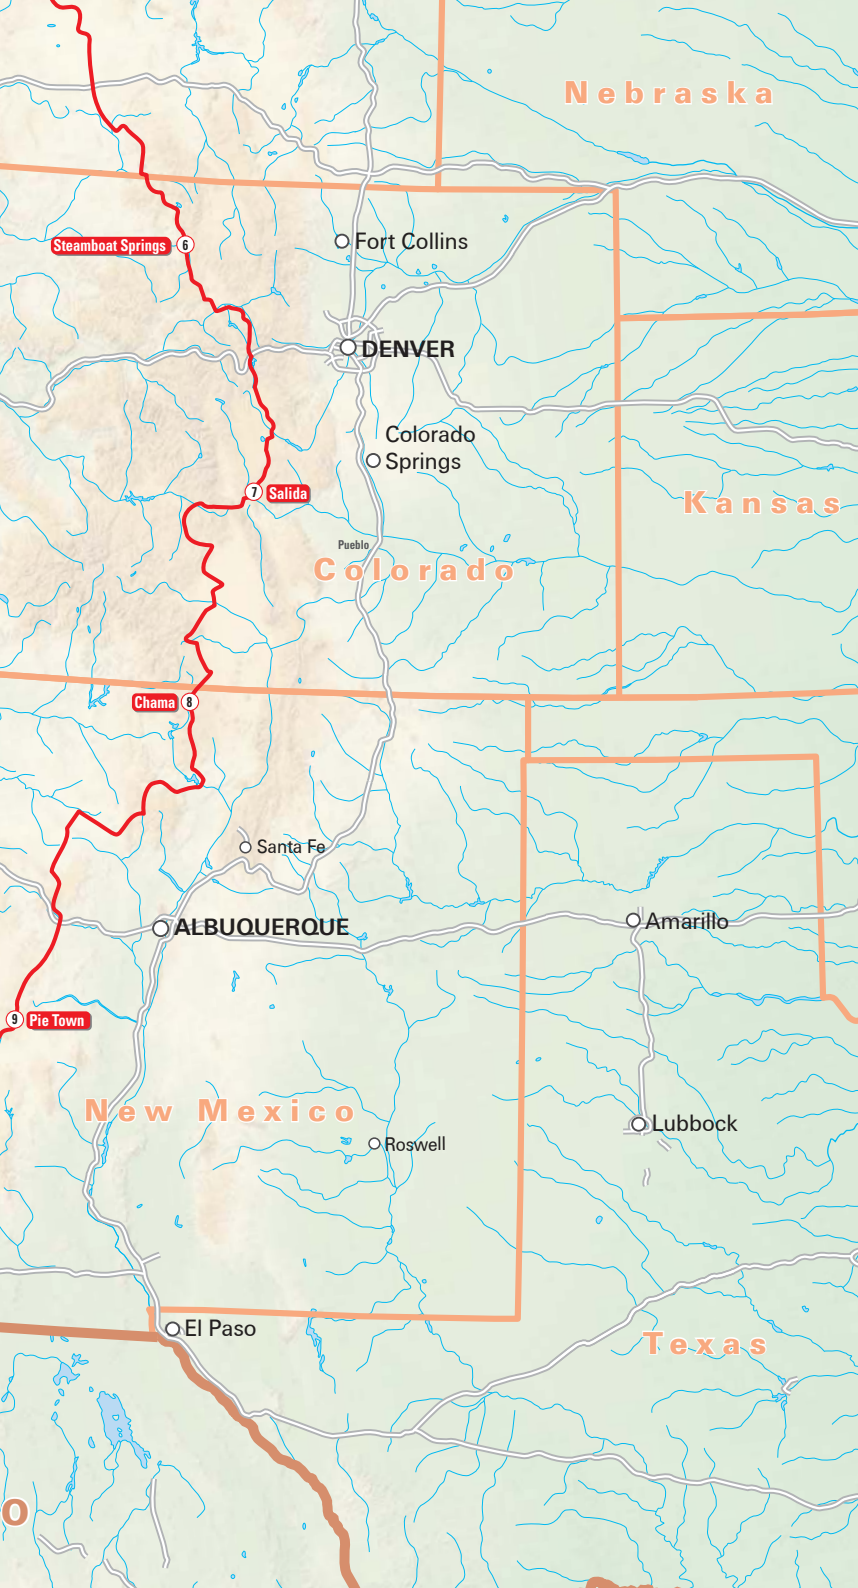 Nebraska
Steamboat Springs 6
Fort Collins
DENVER
Colorado
Springs
7 Salida
Kansas
Pueblo
Colorado
Chama 8
Santa Fe
ALBUQUERQUE
Amarillo
9 Pie Town
New Mexico
Lubbock
Roswell
El Paso
Texas
O